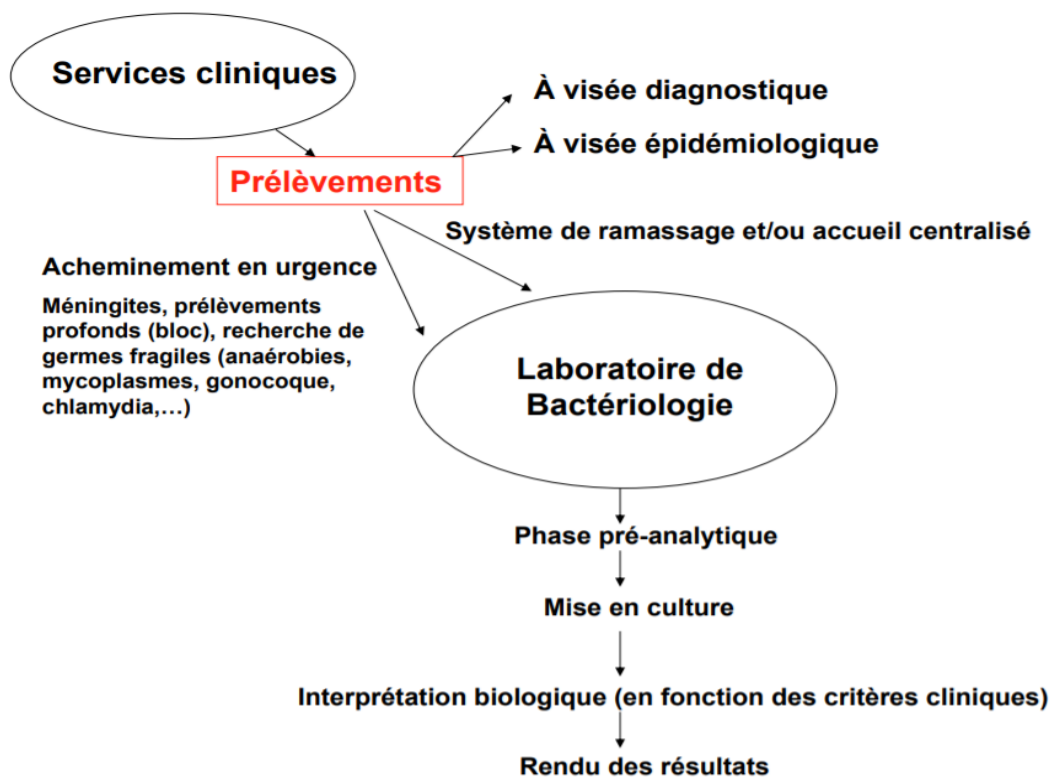 Services cliniques
À visée diagnostique
À visée épidémiologique
Prélèvements
Système de ramassage et/ou accueil centralisé
Acheminement en urgence
Méningites, prélèvements
profonds (bloc), recherche de
germes fragiles (anaérobies,
mycoplasmes, gonocoque,
chlamydia,…)
Laboratoire de
Bactériologie
Phase pré-analytique
Mise en culture
Interprétation biologique (en fonction des critères cliniques)
Rendu des résultats